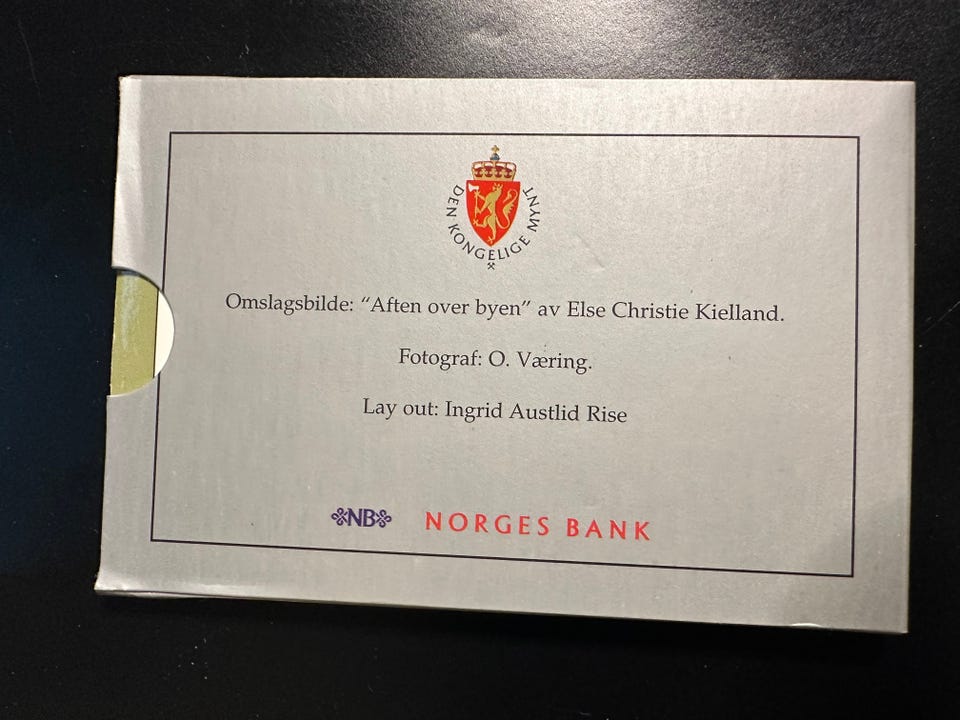 DEN KONGELIGE MYNT
Omslagsbilde: “Aften over byen” av Else Christie Kielland.
Fotograf: O. Væring.
Lay out: Ingrid Austlid Rise
NB NORGES BANK